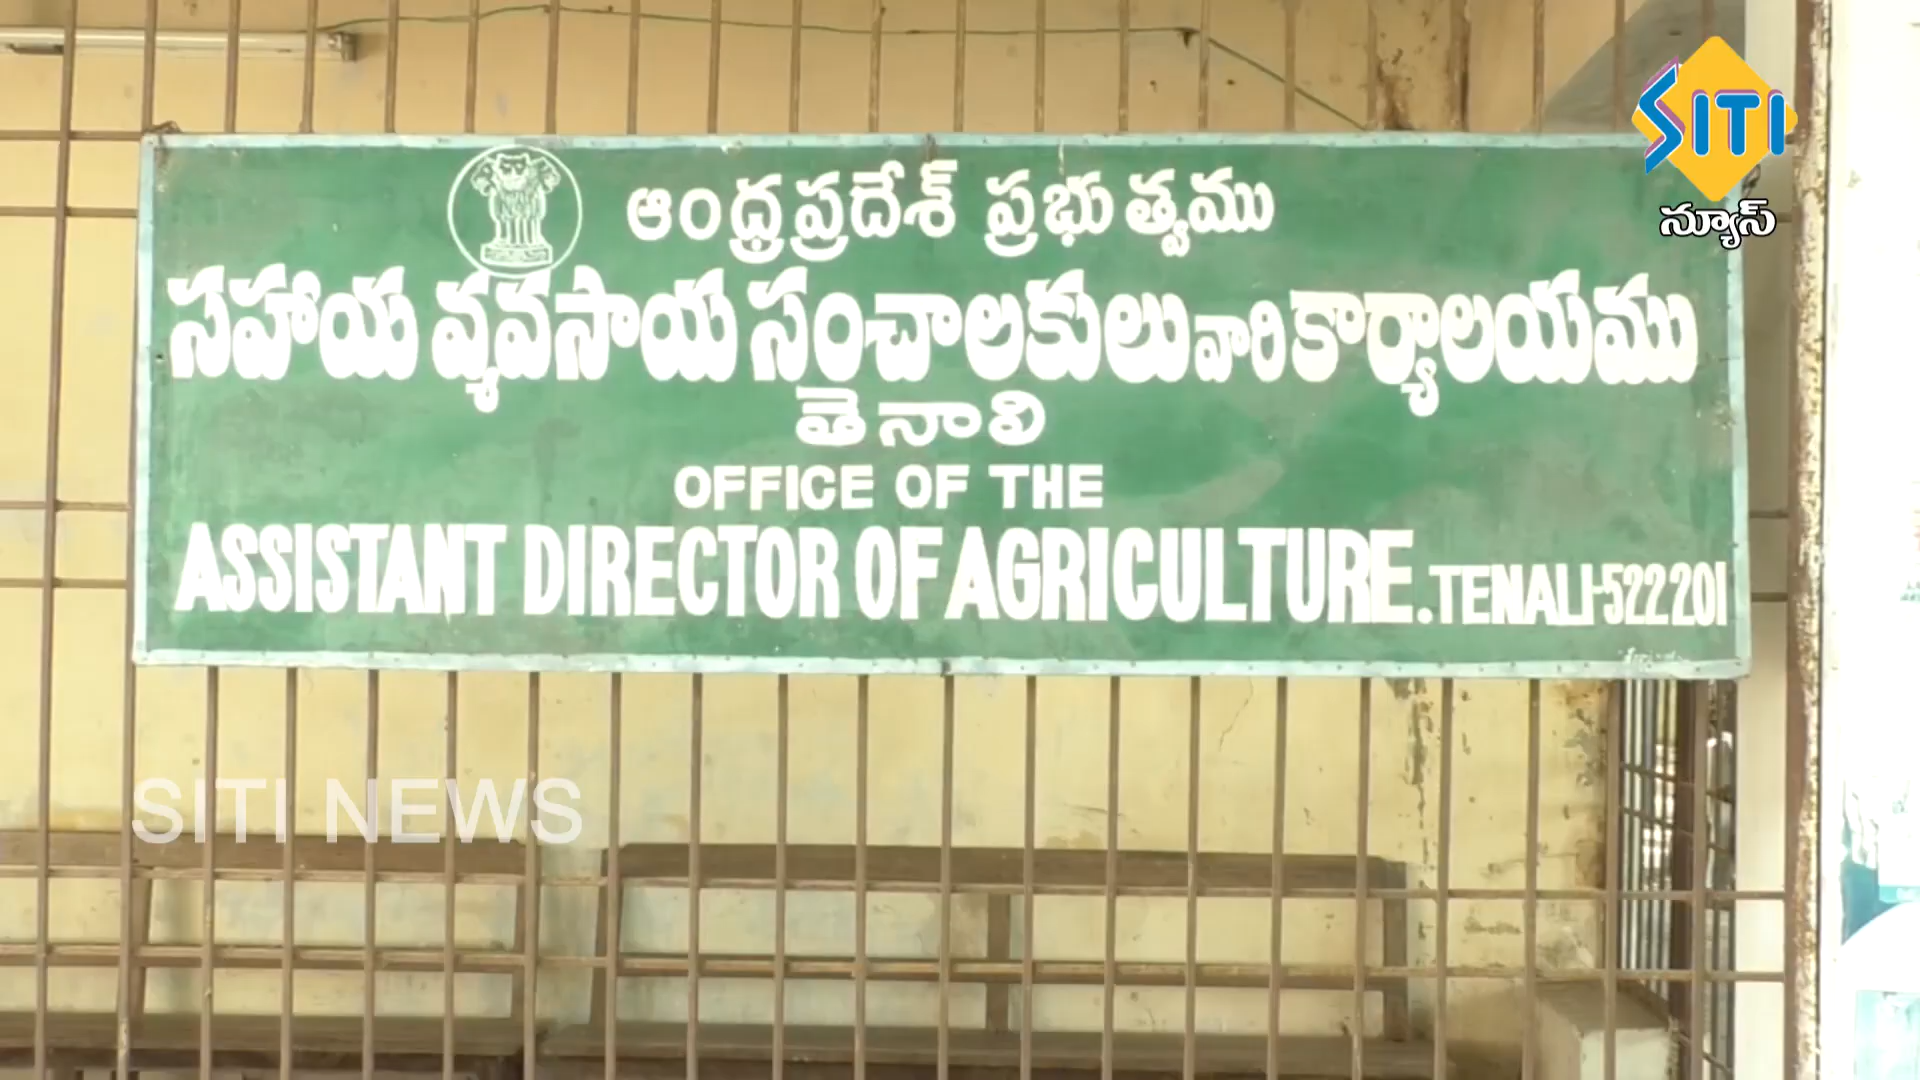 SITI
న్యూస్
ఆంధ్రప్రదేశ్ ప్రభుత్వము
సహాయ వ్యవసాయ సంచాలకులు వారి కార్యాలయము
తెనాలి
OFFICE OF THE
ASSISTANT DIRECTOR OF AGRICULTURE. TENALI-522201
SITI NEWS